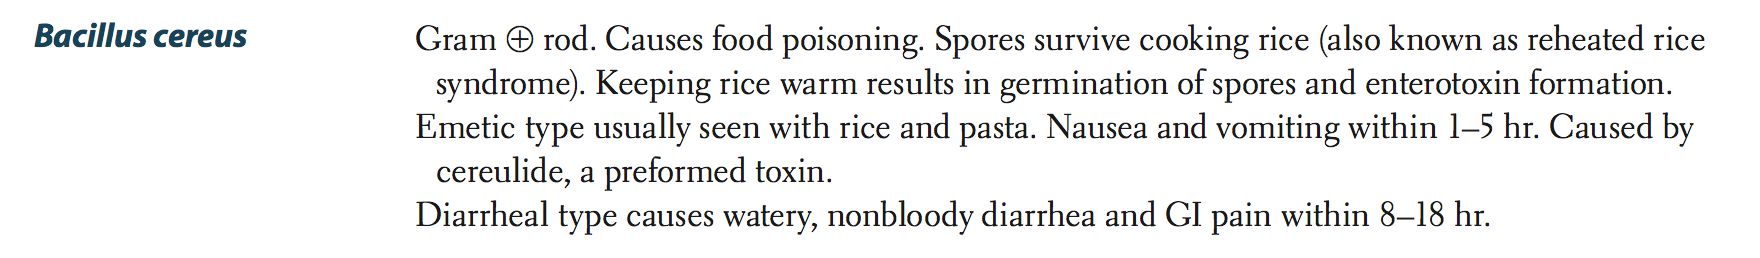 Bacillus cereus
Gram ⊕ rod. Causes food poisoning. Spores survive cooking rice (also known as reheated rice
syndrome). Keeping rice warm results in germination of spores and enterotoxin formation.
Emetic type usually seen with rice and pasta. Nausea and vomiting within 1–5 hr. Caused by
cereulide, a preformed toxin.
Diarrheal type causes watery, nonbloody diarrhea and GI pain within 8–18 hr.